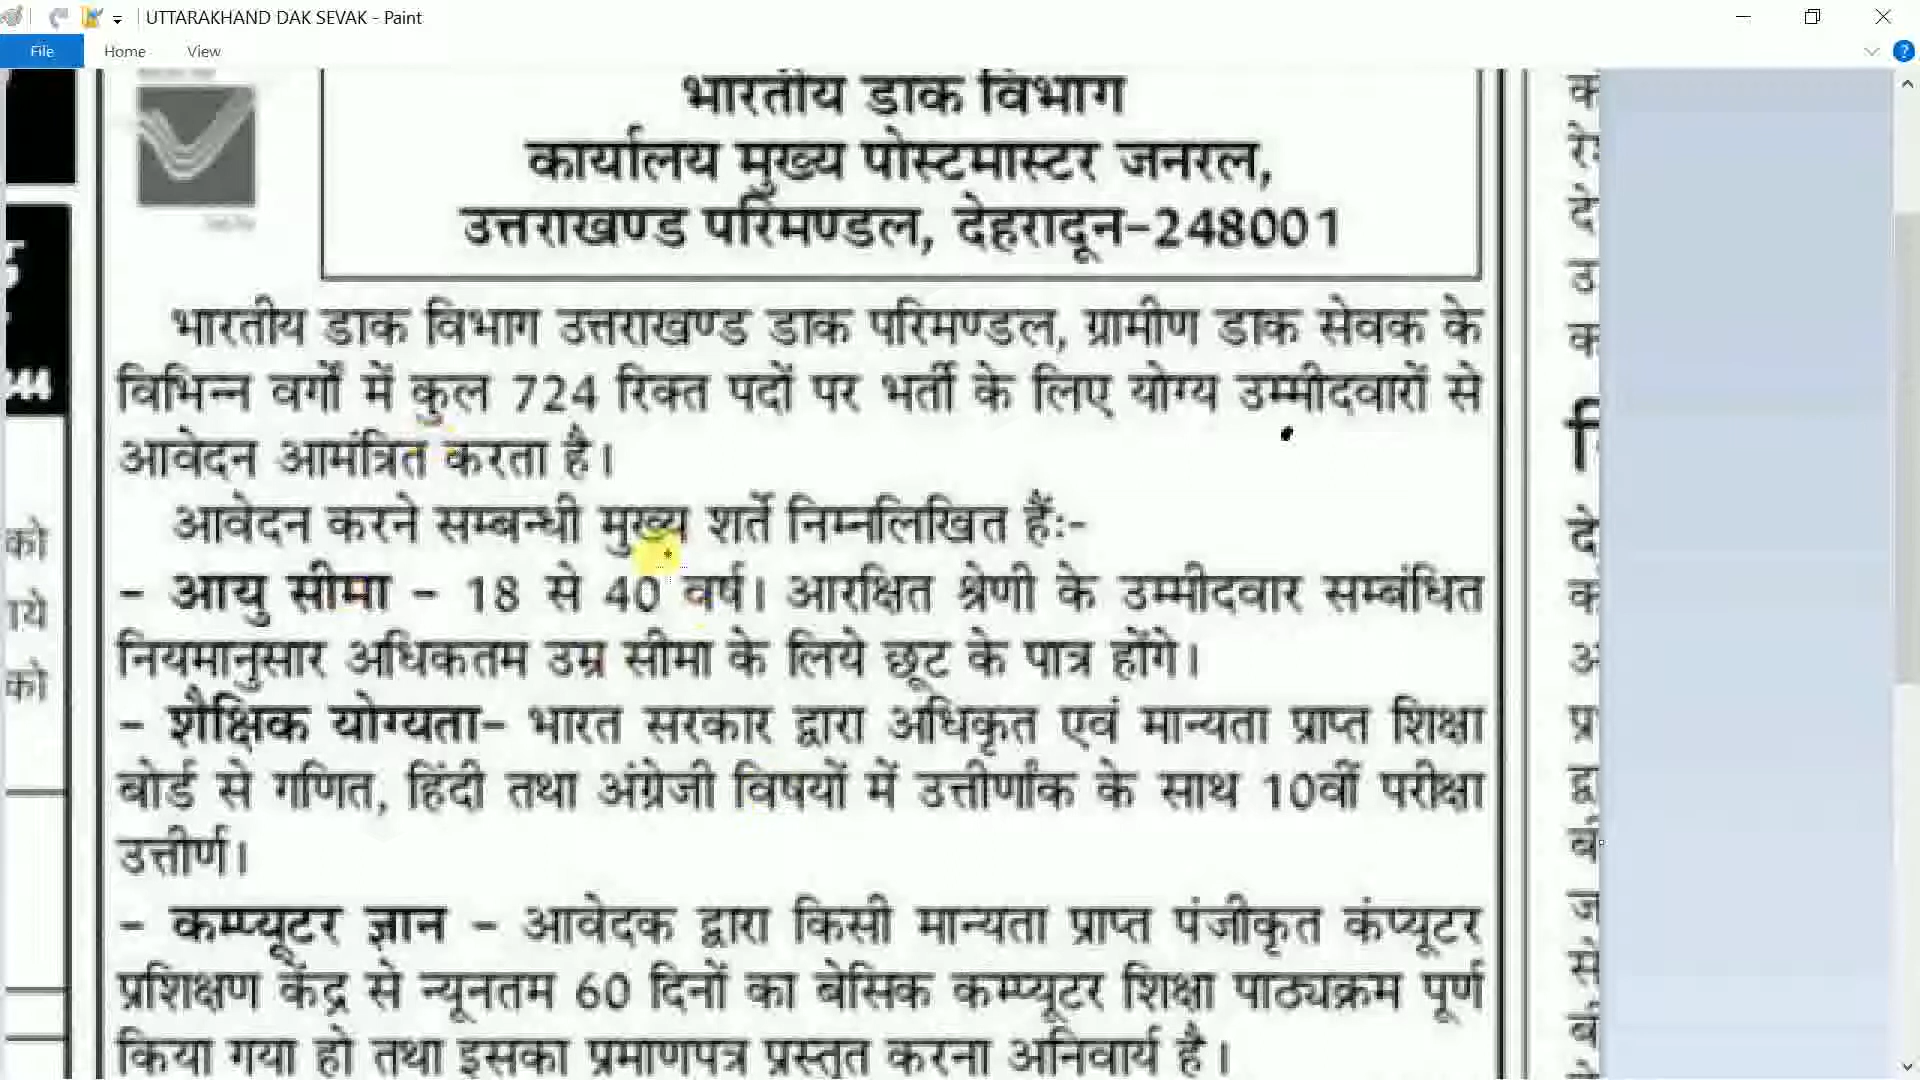 UTTARAKHAND DAK SEVAK - Paint
File Home View
भारतीय डाक विभाग
कार्यालय मुख्य पोस्टमास्टर जनरल,
उत्तराखण्ड परिमण्डल, देहरादून-248001
भारतीय डाक विभाग उत्तराखण्ड डाक परिमण्डल, ग्रामीण डाक सेवक के
विभिन्न वर्गों में कुल 724 रिक्त पदों पर भर्ती के लिए योग्य उम्मीदवारों से
आवेदन आमंत्रित करता है।
आवेदन करने सम्बन्धी मुख्य शर्ते निम्नलिखित हैं:-
- आयु सीमा - 18 से 40 वर्ष। आरक्षित श्रेणी के उम्मीदवार सम्बंधित
नियमानुसार अधिकतम उम्र सीमा के लिये छूट के पात्र होंगे।
- शैक्षिक योग्यता- भारत सरकार द्वारा अधिकृत एवं मान्यता प्राप्त शिक्षा
बोर्ड से गणित, हिंदी तथा अंग्रेजी विषयों में उत्तीर्णांक के साथ 10वीं परीक्षा
उत्तीर्ण।
- कम्प्यूटर ज्ञान - आवेदक द्वारा किसी मान्यता प्राप्त पंजीकृत कंप्यूटर
प्रशिक्षण केंद्र से न्यूनतम 60 दिनों का बेसिक कम्प्यूटर शिक्षा पाठ्यक्रम पूर्ण
किया गया हो तथा इसका प्रमाणपत्र प्रस्तुत करना अनिवार्य है।
44
को
को